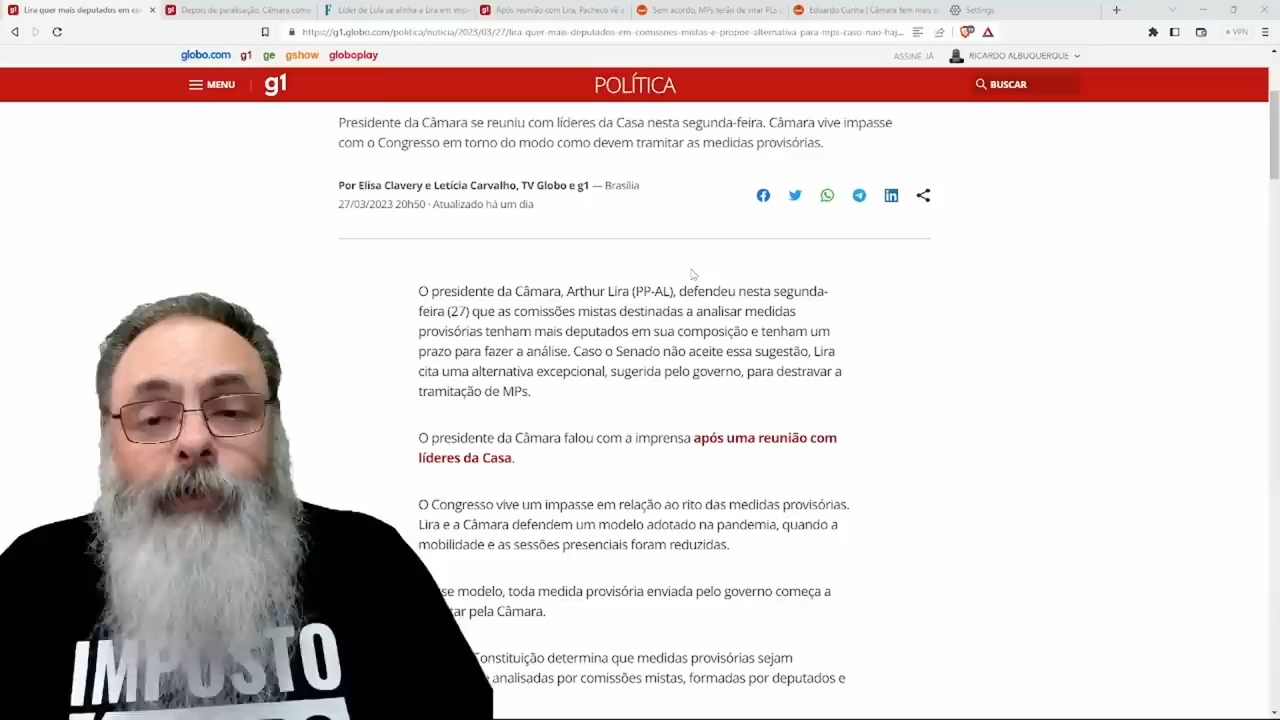 Lira quer mais deputados em co
Depois de paralisação, Câmara come
Líder de Lula se alinha a Lira em imp
Após reunião com Lira, Pacheco vê a
Sem acordo, MPs terão de virar PLs
Eduardo Cunha | Câmara tem mais p
Settings
https://g1.globo.com/politica/noticia/2023/03/27/lira-quer-mais-deputados-em-comissoes-mistas-e-propoe-alternativa-para-mps-caso-nao-haj...
VPN
globo.com g1 ge gshow globoplay
ASSINE JÁ
RICARDO ALBUQUERQUE
MENU
g1
POLÍTICA
BUSCAR
Presidente da Câmara se reuniu com líderes da Casa nesta segunda-feira. Câmara vive impasse
com o Congresso em torno do modo como devem tramitar as medidas provisórias.
Por Elisa Clavery e Letícia Carvalho, TV Globo e g1 — Brasília
27/03/2023 20h50 · Atualizado há um dia
O presidente da Câmara, Arthur Lira (PP-AL), defendeu nesta segunda-
feira (27) que as comissões mistas destinadas a analisar medidas
provisórias tenham mais deputados em sua composição e tenham um
prazo para fazer a análise. Caso o Senado não aceite essa sugestão, Lira
cita uma alternativa excepcional, sugerida pelo governo, para destravar a
tramitação de MPs.
O presidente da Câmara falou com a imprensa após uma reunião com
líderes da Casa.
O Congresso vive um impasse em relação ao rito das medidas provisórias.
Lira e a Câmara defendem um modelo adotado na pandemia, quando a
mobilidade e as sessões presenciais foram reduzidas.
se modelo, toda medida provisória enviada pelo governo começa a
tar pela Câmara.
Constituição determina que medidas provisórias sejam
analisadas por comissões mistas, formadas por deputados e
IMPOSTO